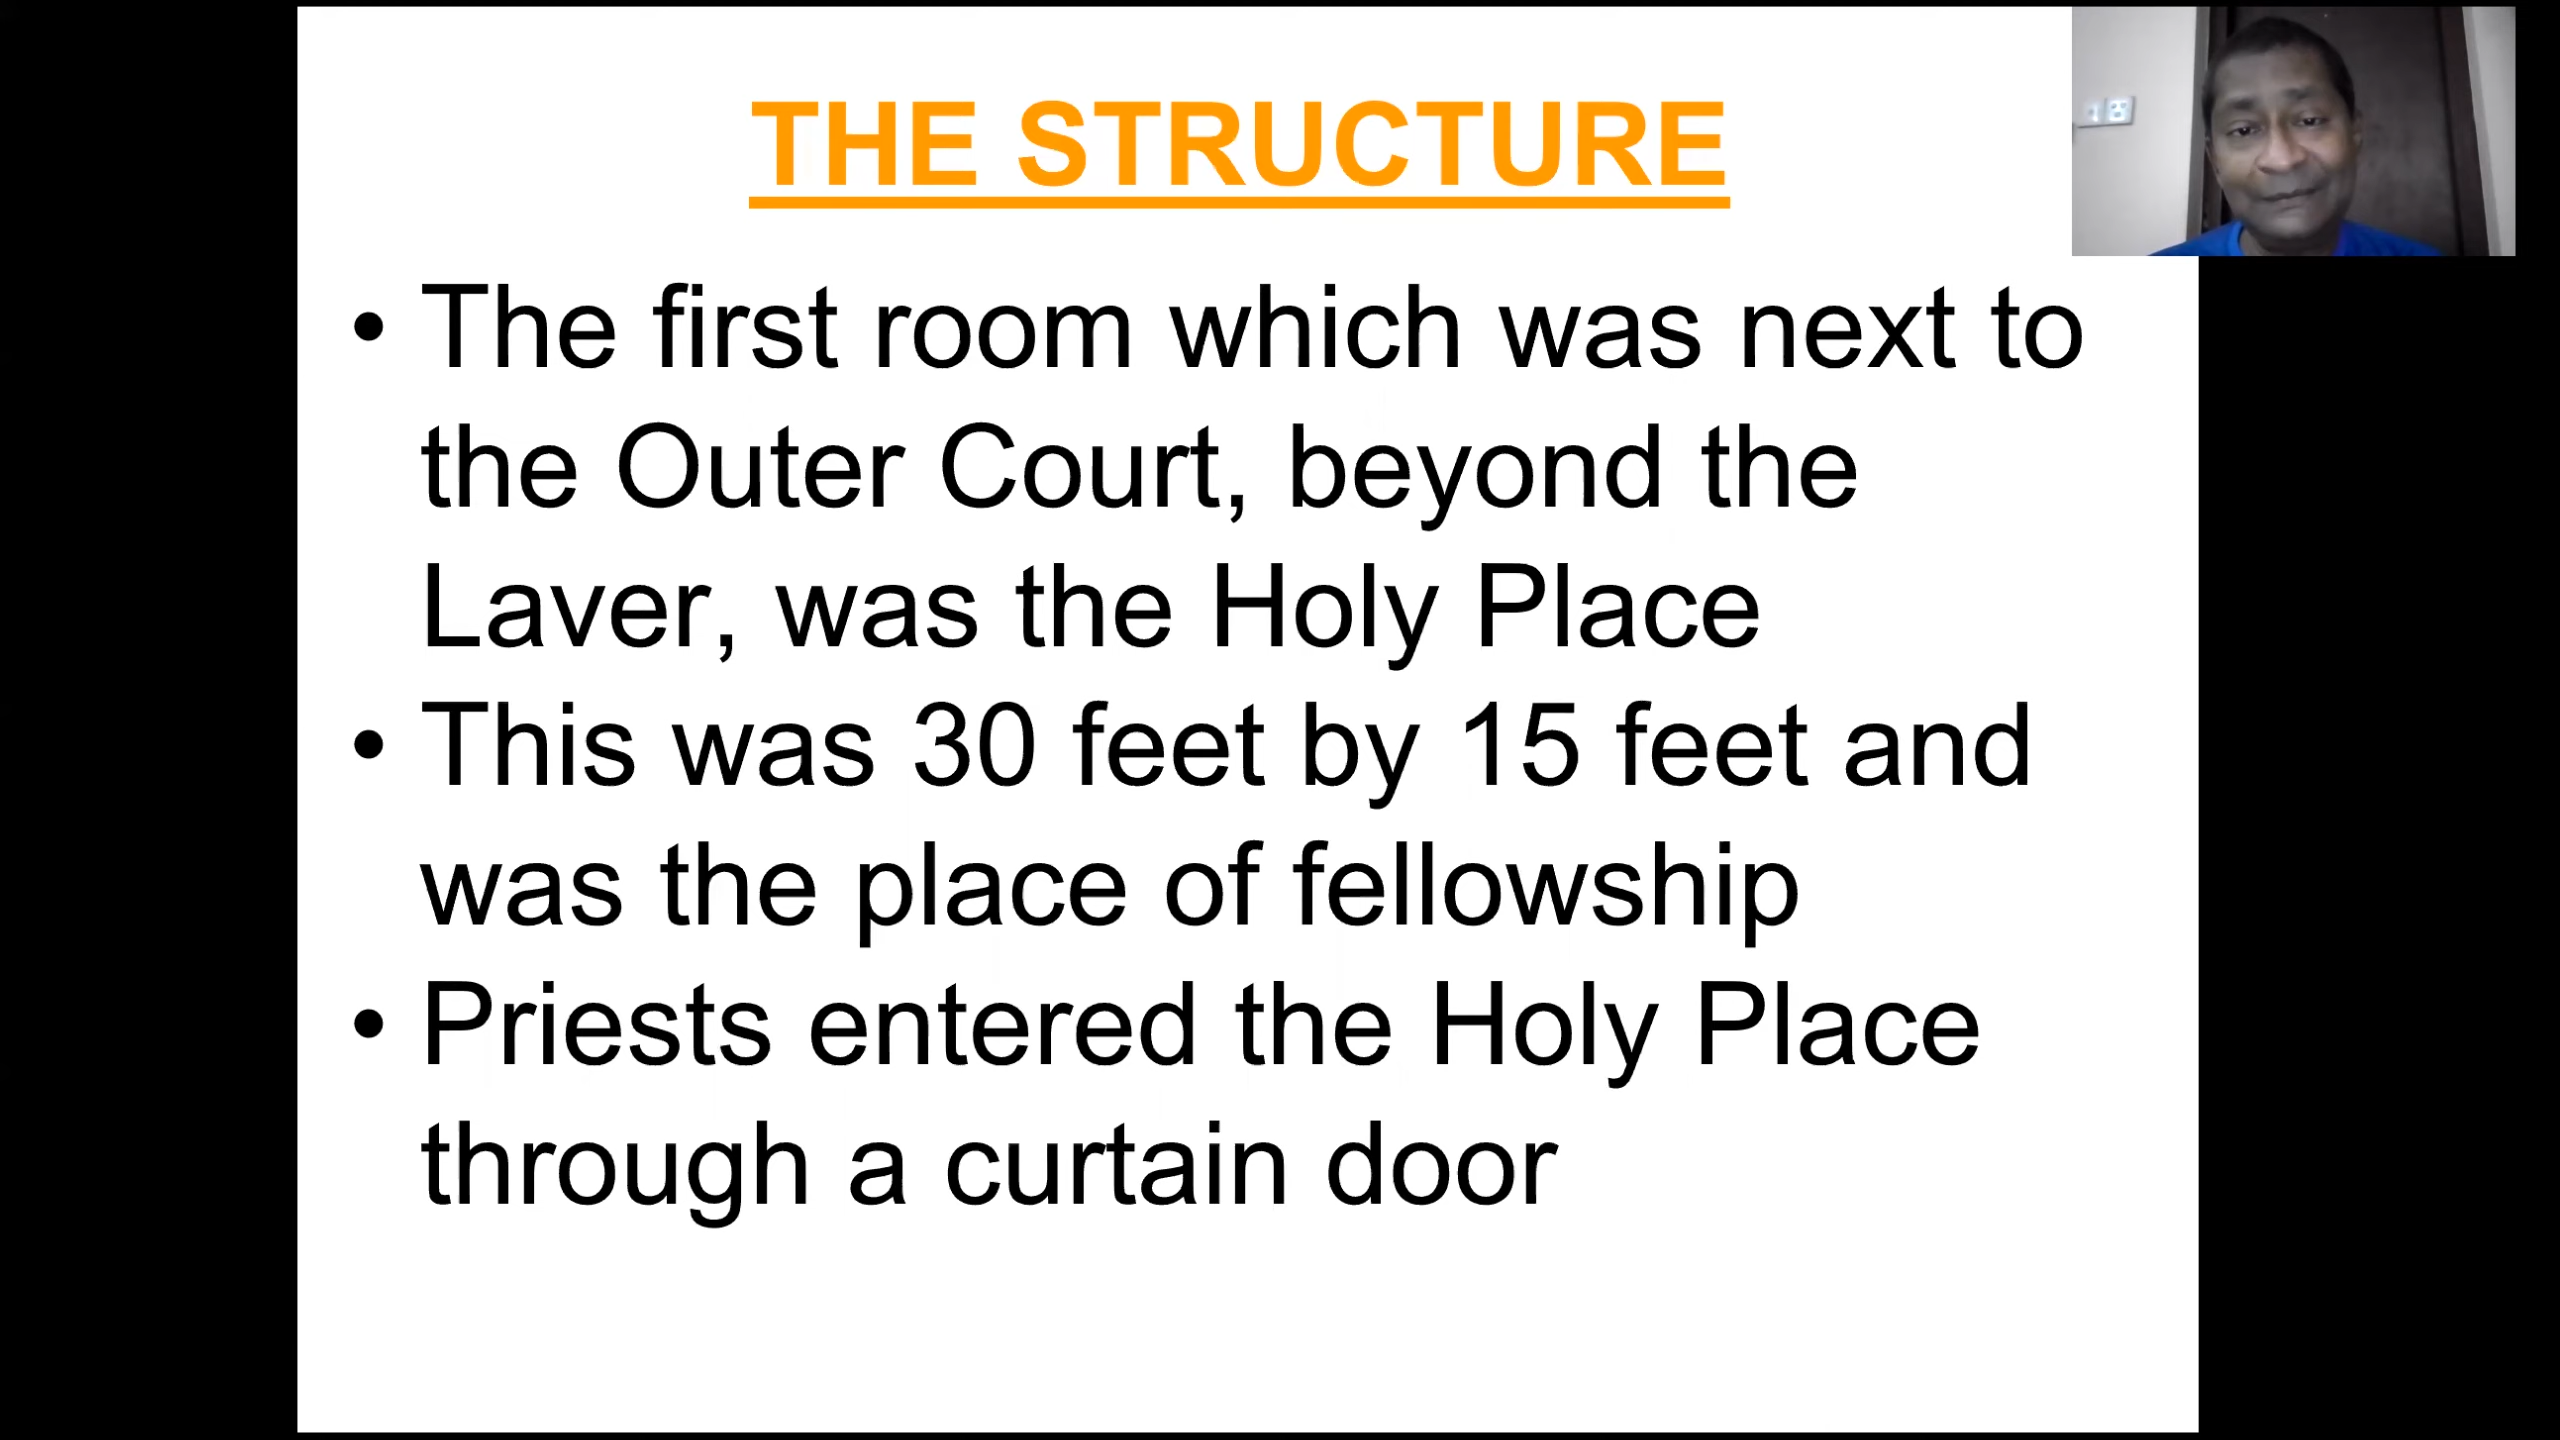 THE STRUCTURE
• The first room which was next to
the Outer Court, beyond the
Laver, was the Holy Place
• This was 30 feet by 15 feet and
was the place of fellowship
• Priests entered the Holy Place
through a curtain door